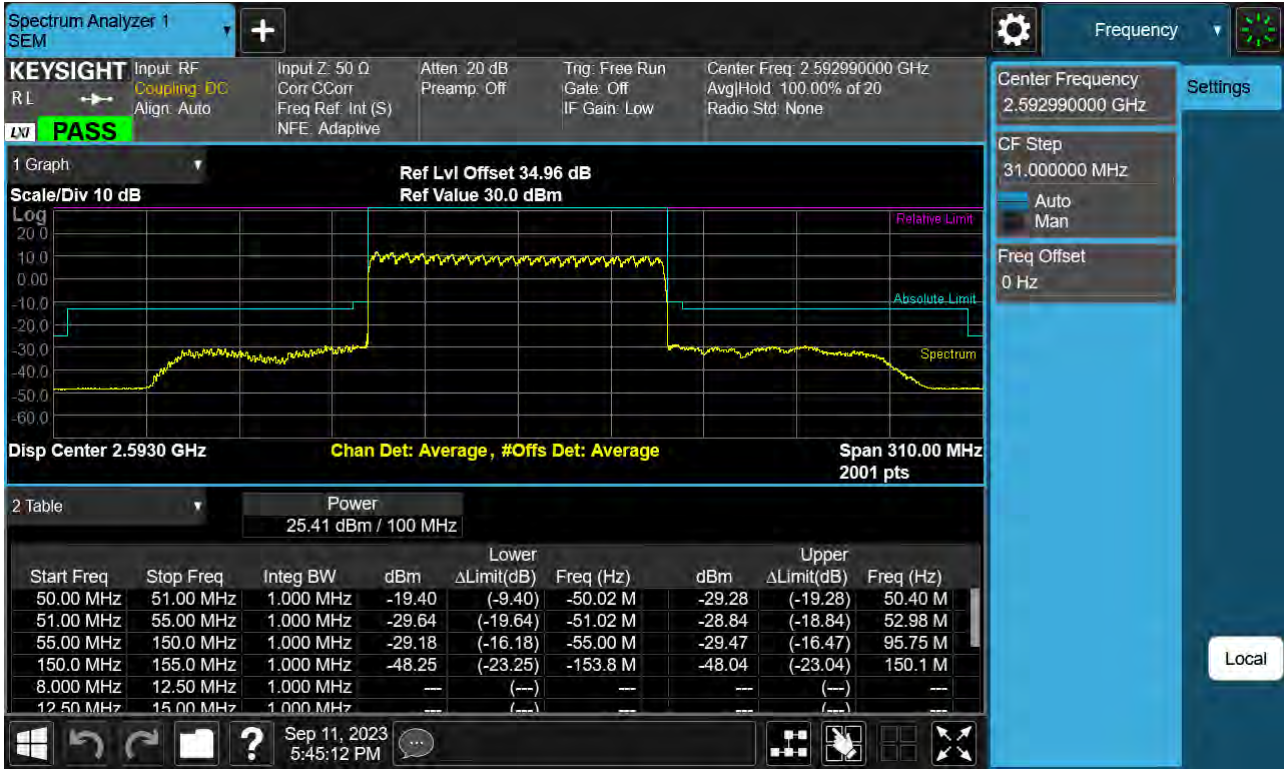 Spectrum Analyzer 1
SEM
Frequency
KEYSIGHT
RL
LXI
PASS
Input: RF
Coupling: DC
Align: Auto
Input Z: 50 Ω
Corr CCorr
Freq Ref: Int (S)
NFE: Adaptive
Atten: 20 dB
Preamp: Off
Trig: Free Run
Gate: Off
IF Gain: Low
Center Freq: 2.592990000 GHz
Avg|Hold: 100.00% of 20
Radio Std: None
1 Graph
Scale/Div 10 dB
Ref Lvl Offset 34.96 dB
Ref Value 30.0 dBm
Log
20.0
10.0
0.00
-10.0
-20.0
-30.0
-40.0
-50.0
-60.0
Relative Limit
Absolute Limit
Spectrum
Disp Center 2.5930 GHz
Chan Det: Average, #Offs Det: Average
Span 310.00 MHz
2001 pts
2 Table
Power
25.41 dBm / 100 MHz
Lower Upper
Start Freq Stop Freq Integ BW dBm ΔLimit(dB) Freq (Hz) dBm ΔLimit(dB) Freq (Hz)
50.00 MHz 51.00 MHz 1.000 MHz -19.40 (-9.40) -50.02 M -29.28 (-19.28) 50.40 M
51.00 MHz 55.00 MHz 1.000 MHz -29.64 (-19.64) -51.02 M -28.84 (-18.84) 52.98 M
55.00 MHz 150.0 MHz 1.000 MHz -29.18 (-16.18) -55.00 M -29.47 (-16.47) 95.75 M
150.0 MHz 155.0 MHz 1.000 MHz -48.25 (-23.25) -153.8 M -48.04 (-23.04) 150.1 M
8.000 MHz 12.50 MHz 1.000 MHz --- (---) --- --- (---) ---
12.50 MHz 15.00 MHz 1.000 MHz --- (---) --- --- (---) ---
Center Frequency
2.592990000 GHz
Settings
CF Step
31.000000 MHz
Auto
Man
Freq Offset
0 Hz
Local
?
Sep 11, 2023
5:45:12 PM